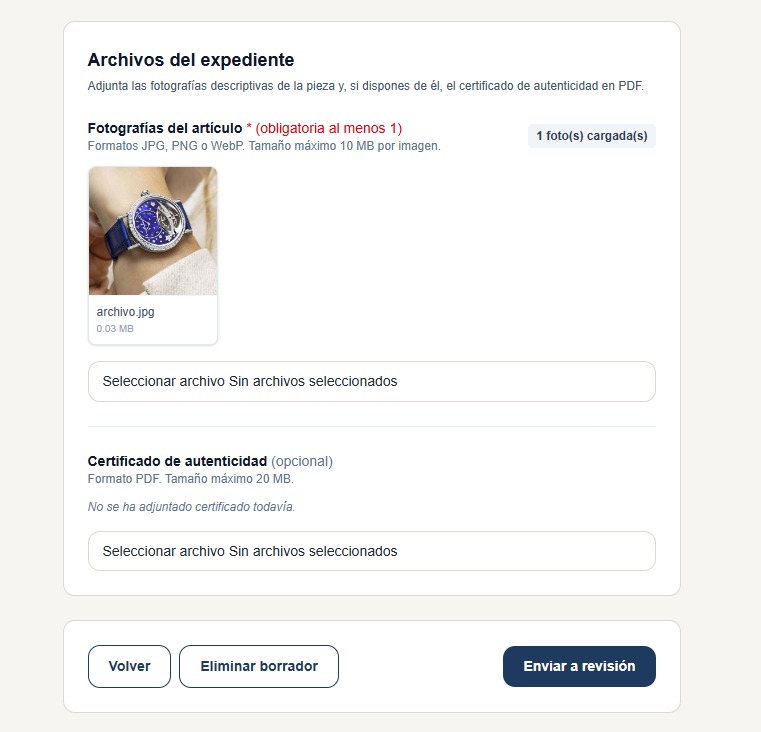 Archivos del expediente
Adjunta las fotografías descriptivas de la pieza y, si dispones de él, el certificado de autenticidad en PDF.
Fotografías del artículo * (obligatoria al menos 1)
1 foto(s) cargada(s)
Formatos JPG, PNG o WebP. Tamaño máximo 10 MB por imagen.
archivo.jpg
0.03 MB
Seleccionar archivo Sin archivos seleccionados
Certificado de autenticidad (opcional)
Formato PDF. Tamaño máximo 20 MB.
No se ha adjuntado certificado todavía.
Seleccionar archivo Sin archivos seleccionados
Volver
Eliminar borrador
Enviar a revisión